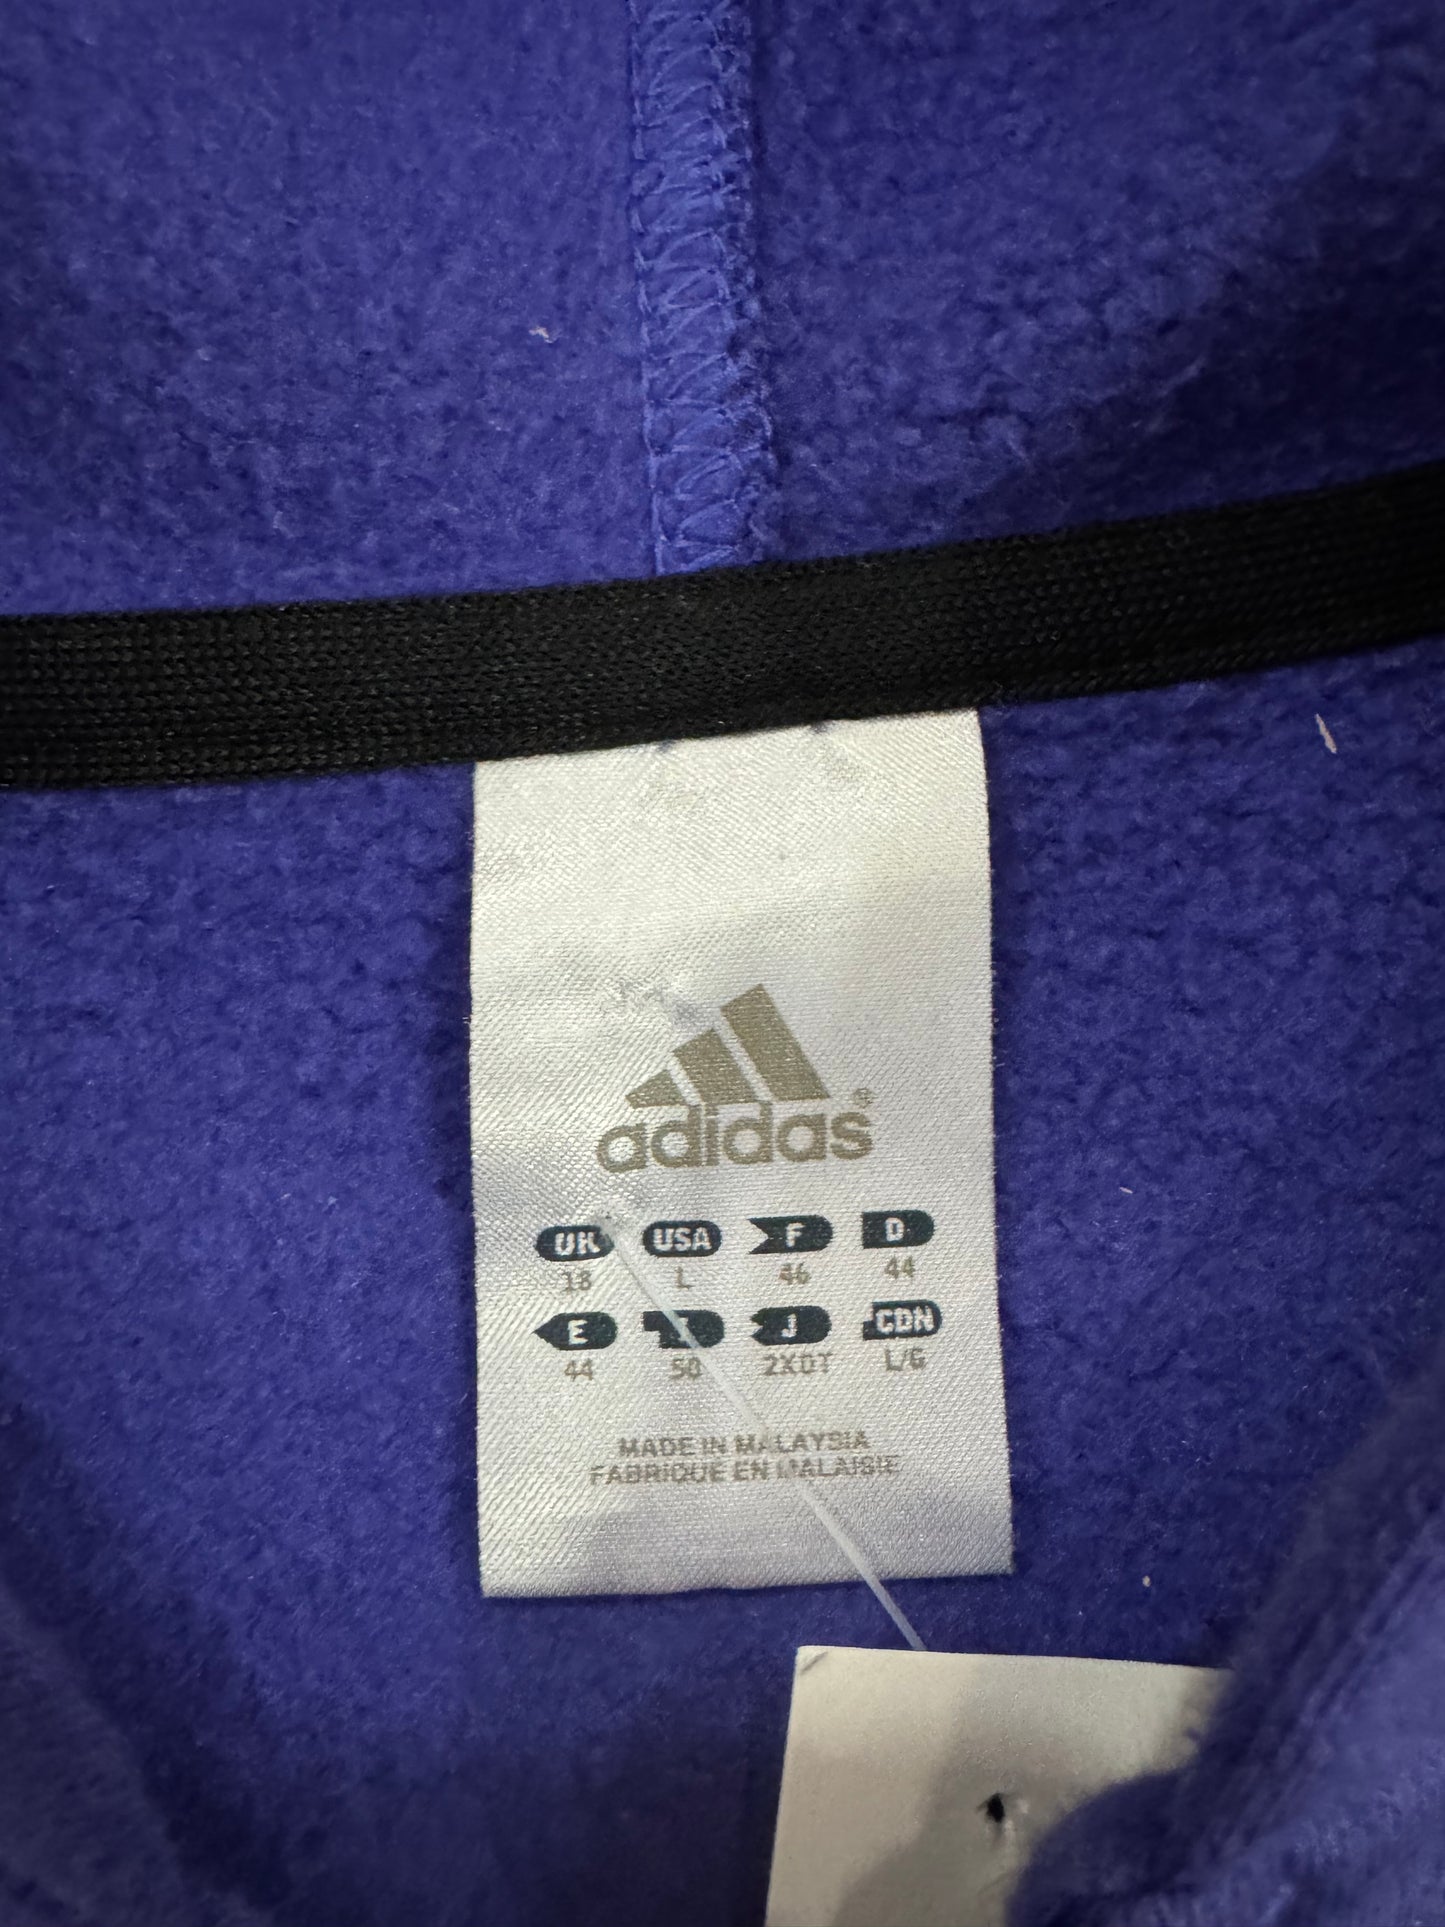 adidas®
UK USA F D
18 L 46 44
E I J CDN
44 50 2XOT L/G
MADE IN MALAYSIA
FABRIQUE EN MALAISIE